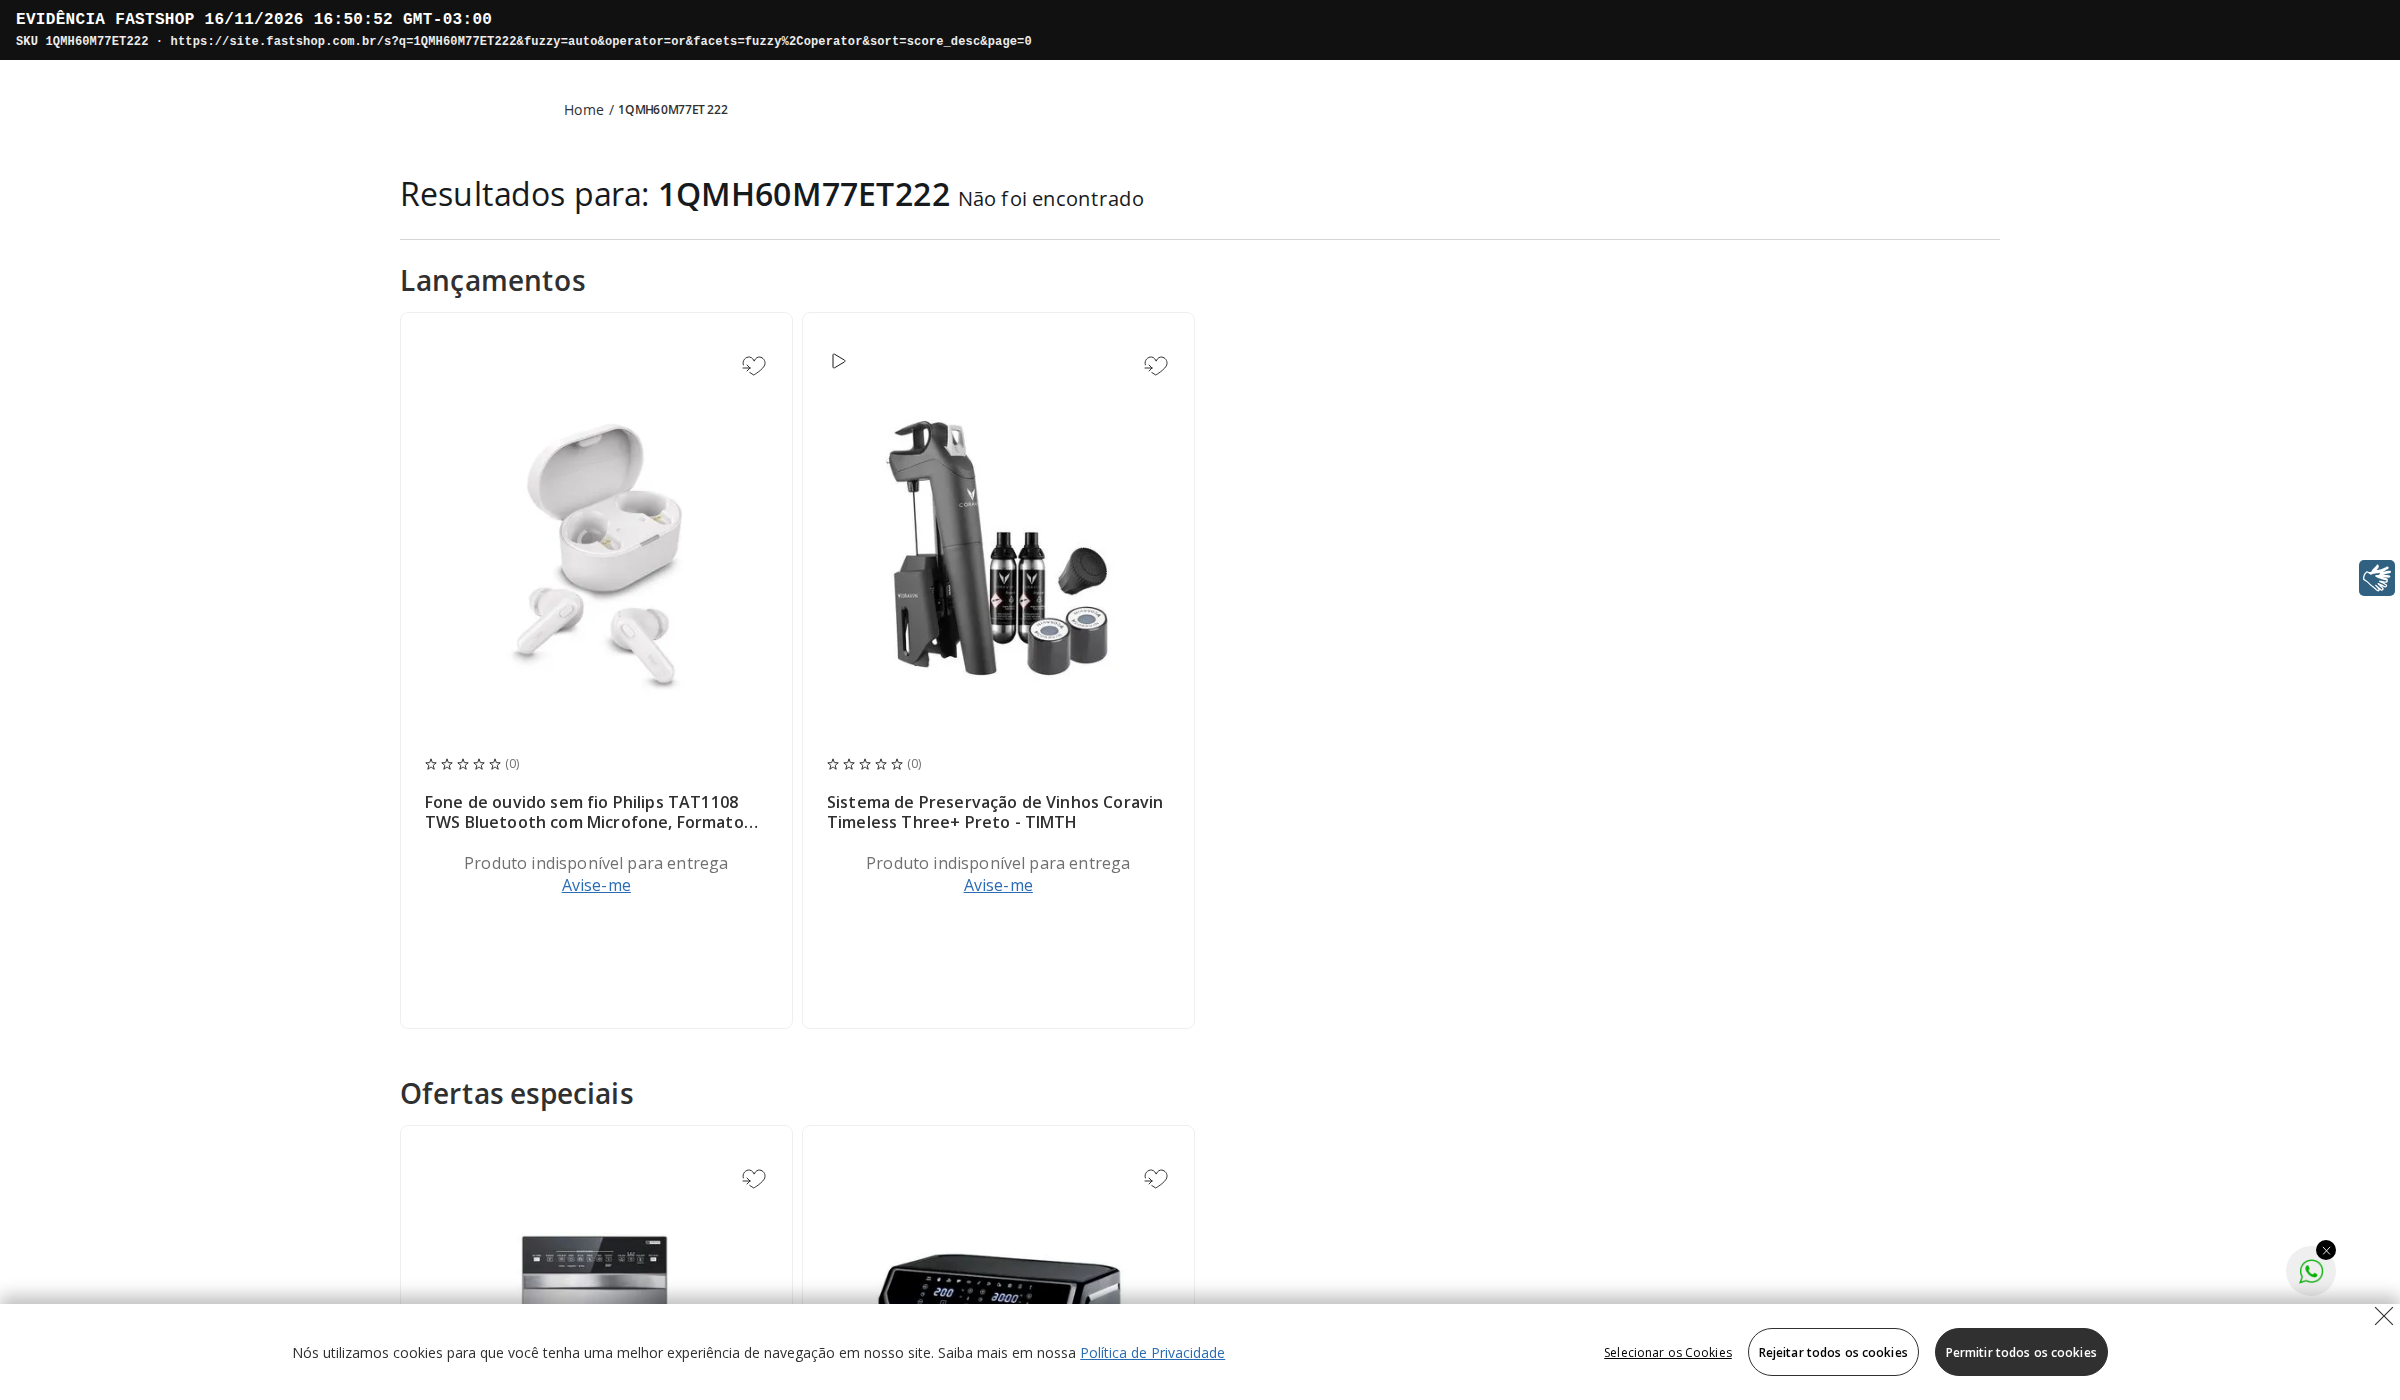 EVIDÊNCIA FASTSHOP 16/11/2026 16:50:52 GMT-03:00
SKU 1QMH60M77ET222 · https://site.fastshop.com.br/s?q=1QMH60M77ET222&fuzzy=auto&operator=or&facets=fuzzy%2Coperator&sort=score_desc&page=0
Home / 1QMH60M77ET222
Resultados para: 1QMH60M77ET222 Não foi encontrado
Lançamentos
CORAVIN
(0)
(0)
Fone de ouvido sem fio Philips TAT1108
TWS Bluetooth com Microfone, Formato...
Sistema de Preservação de Vinhos Coravin
Timeless Three+ Preto - TIMTH
Produto indisponível para entrega
Avise-me
Produto indisponível para entrega
Avise-me
Ofertas especiais
200
3000
Nós utilizamos cookies para que você tenha uma melhor experiência de navegação em nosso site. Saiba mais em nossa Política de Privacidade
Selecionar os Cookies
Rejeitar todos os cookies
Permitir todos os cookies